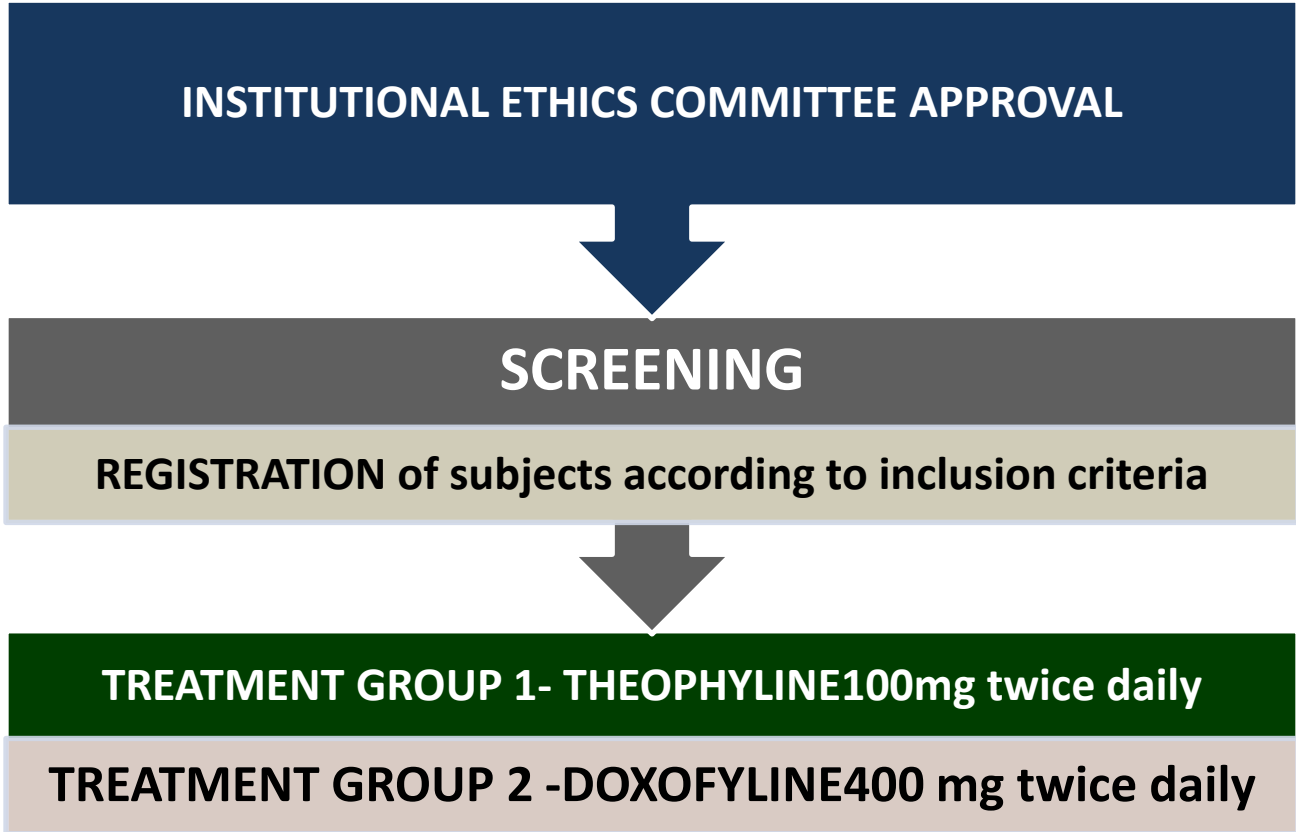 INSTITUTIONAL ETHICS COMMITTEE APPROVAL
SCREENING
REGISTRATION of subjects according to inclusion criteria
TREATMENT GROUP 1- THEOPHYLINE100mg twice daily
TREATMENT GROUP 2 -DOXOFYLINE400 mg twice daily